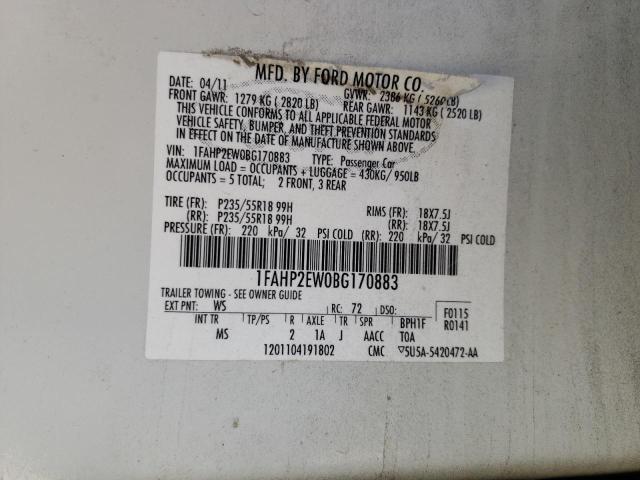 MFD. BY FORD MOTOR CO.
DATE: 04/11 GVWR: 2386 KG ( 5260 LB)
FRONT GAWR: 1279 KG ( 2820 LB) REAR GAWR: 1143 KG ( 2520 LB)
THIS VEHICLE CONFORMS TO ALL APPLICABLE FEDERAL MOTOR
VEHICLE SAFETY, BUMPER, AND THEFT PREVENTION STANDARDS
IN EFFECT ON THE DATE OF MANUFACTURE SHOWN ABOVE.
VIN: 1FAHP2EW0BG170883 TYPE: Passenger Car
MAXIMUM LOAD = OCCUPANTS + LUGGAGE = 430KG/ 950LB
OCCUPANTS = 5 TOTAL; 2 FRONT, 3 REAR
TIRE (FR): P235/55R18 99H RIMS (FR): 18X7.5J
(RR): P235/55R18 99H (RR): 18X7.5J
PRESSURE (FR): 220 kPa/ 32 PSI COLD (RR): 220 kPa/ 32 PSI COLD
1FAHP2EW0BG170883
TRAILER TOWING - SEE OWNER GUIDE
EXT PNT: WS RC: 72 DSO: F0115
INT TR TP/PS R AXLE TR SPR BPH1F R0141
MS 2 1A J AACC TOA
1201104191802 CMC ▽5U5A-5420472-AA